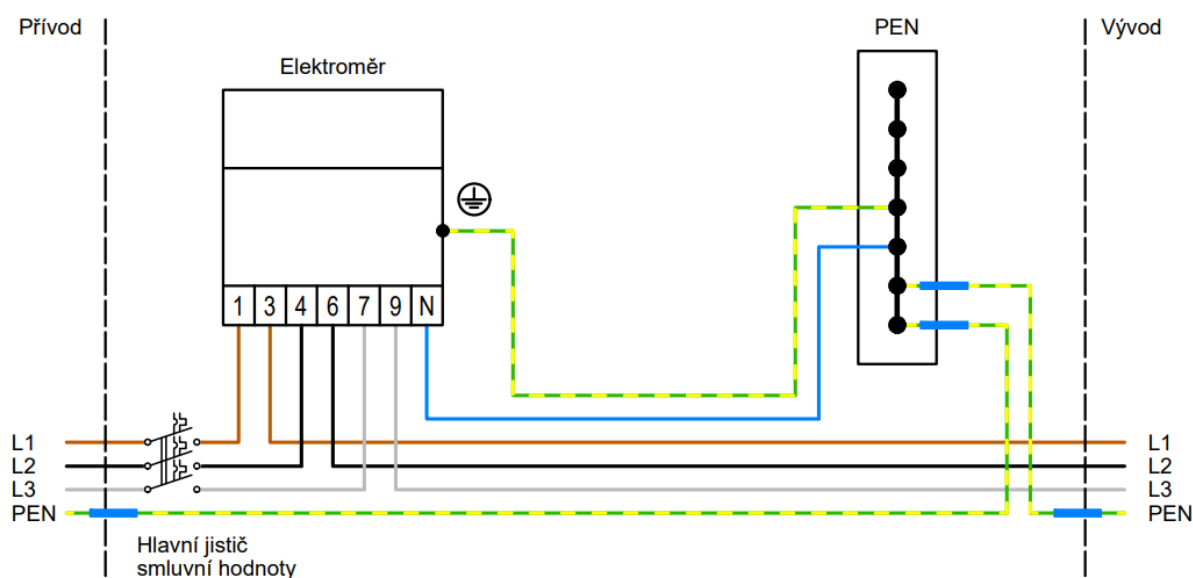 Přívod
PEN
Vývod
Elektroměr
1 3 4 6 7 9 N
L1
L1
L2
L2
L3
L3
PEN
PEN
Hlavní jistič
smluvní hodnoty